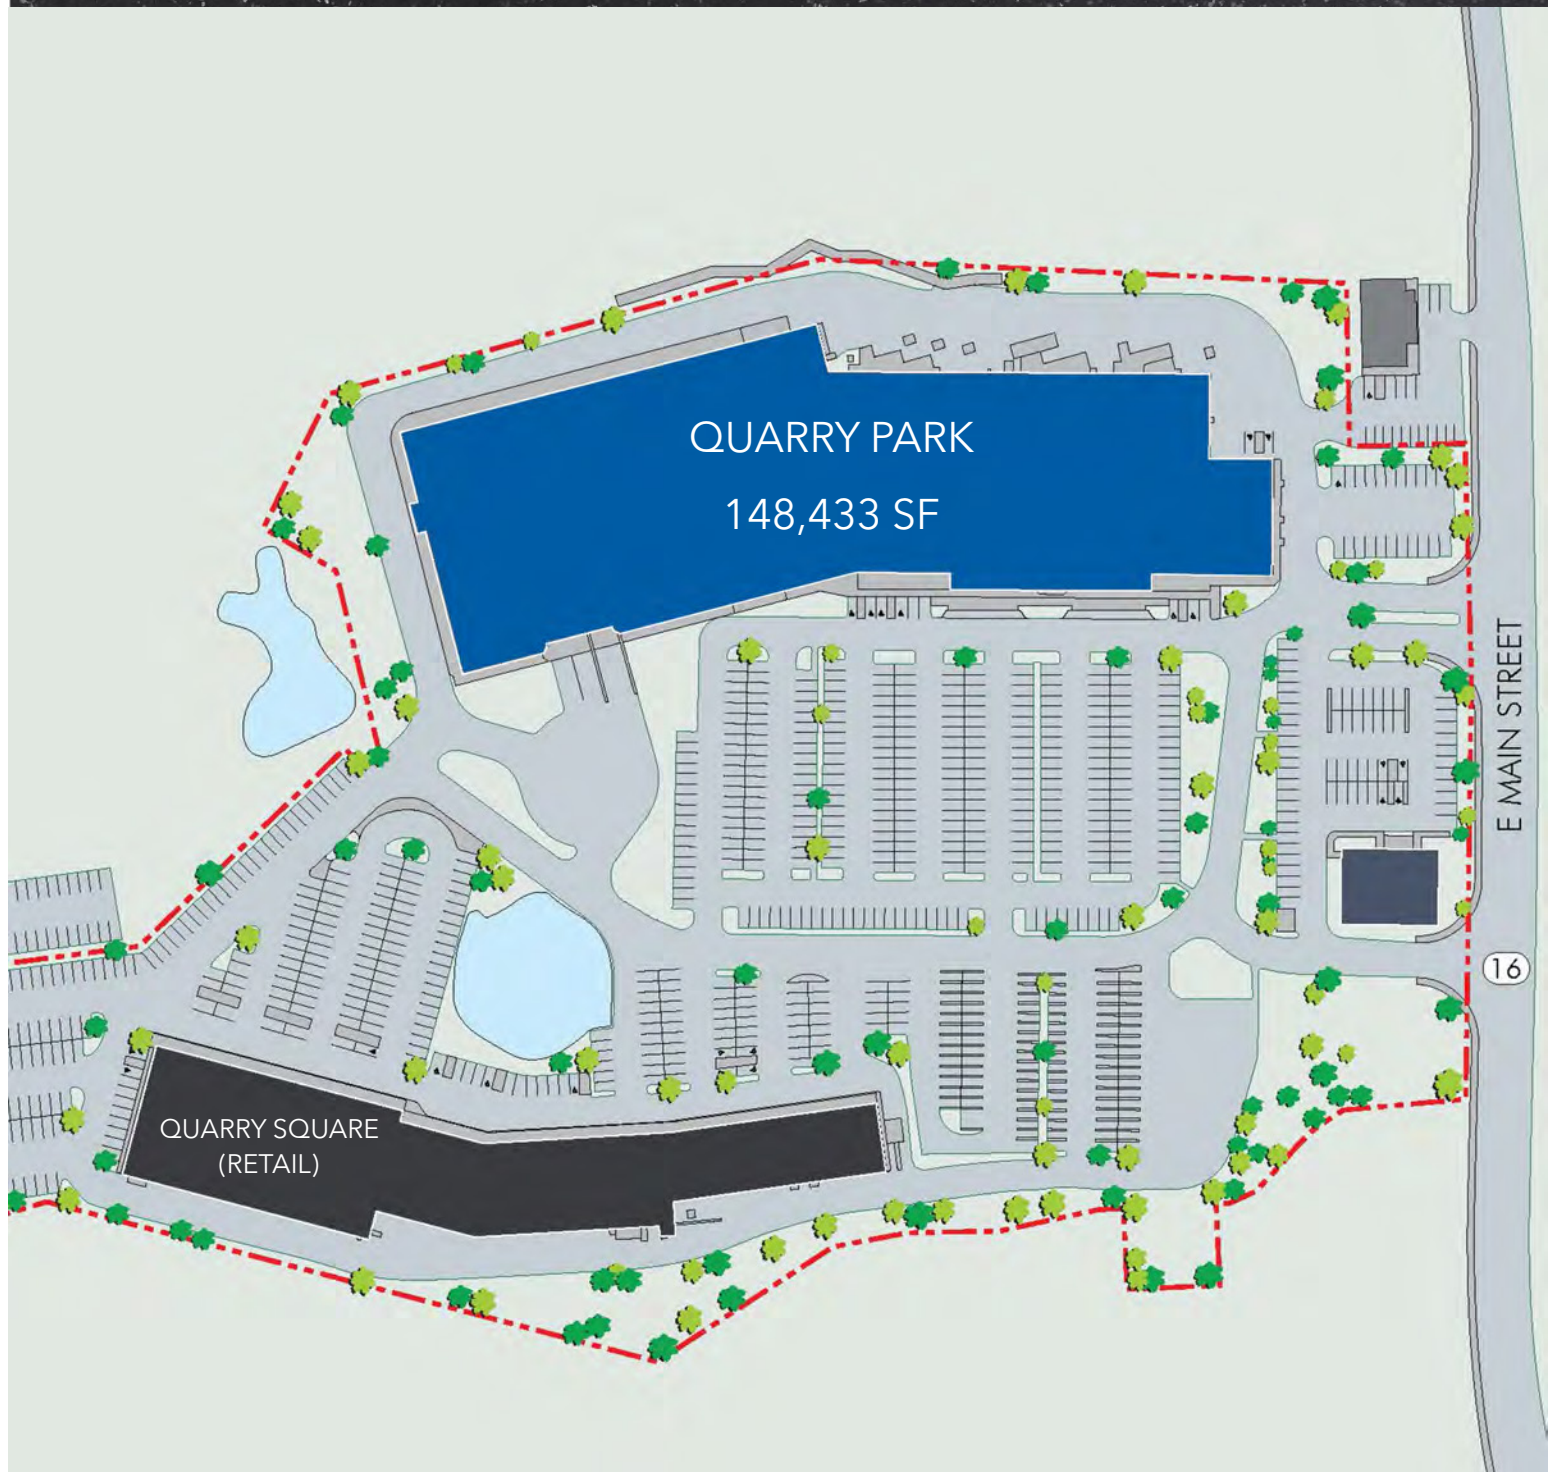 QUARRY PARK
148,433 SF
E MAIN STREET
16
QUARRY SQUARE
(RETAIL)